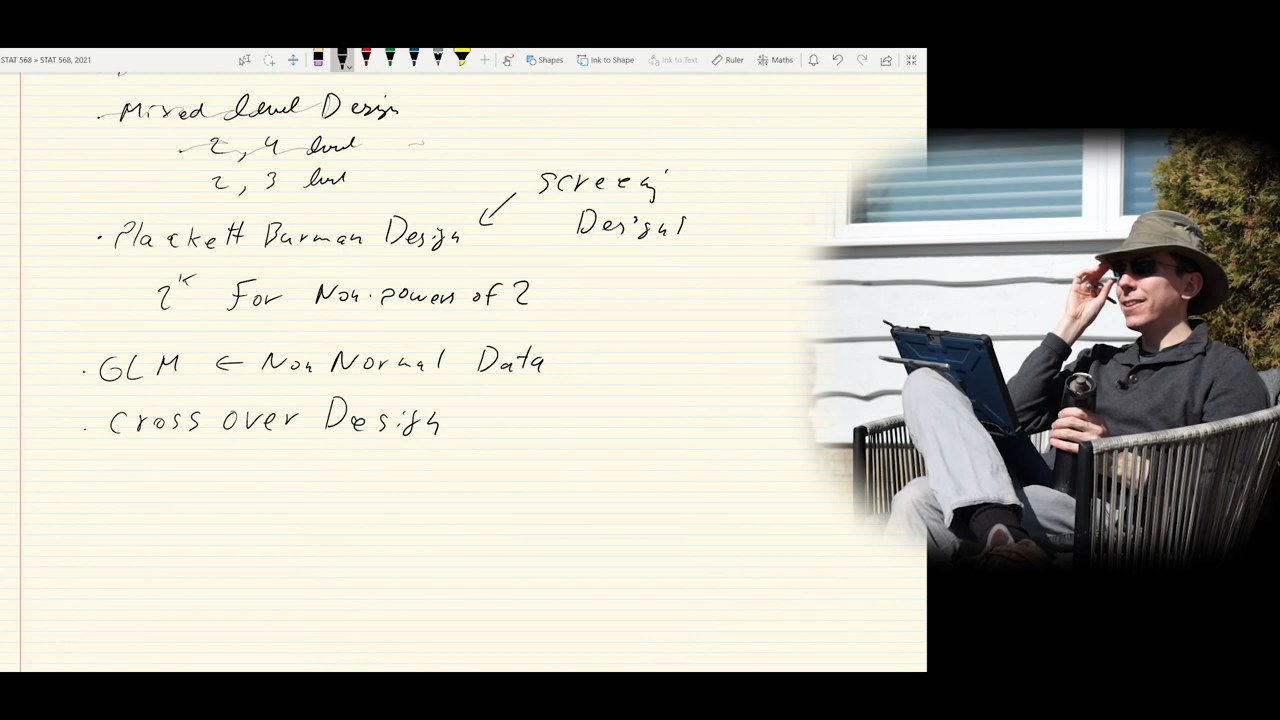 STAT 568 » STAT 568, 2021
Shapes
Ink to Shape
Ink to Text
Ruler
Maths
Mixed level Design
2, 4 level
2, 3 level
Screening
Designs
Plackett Burman Design
2^k For Non-powers of 2
GLM ← Non Normal Data
Cross over Design